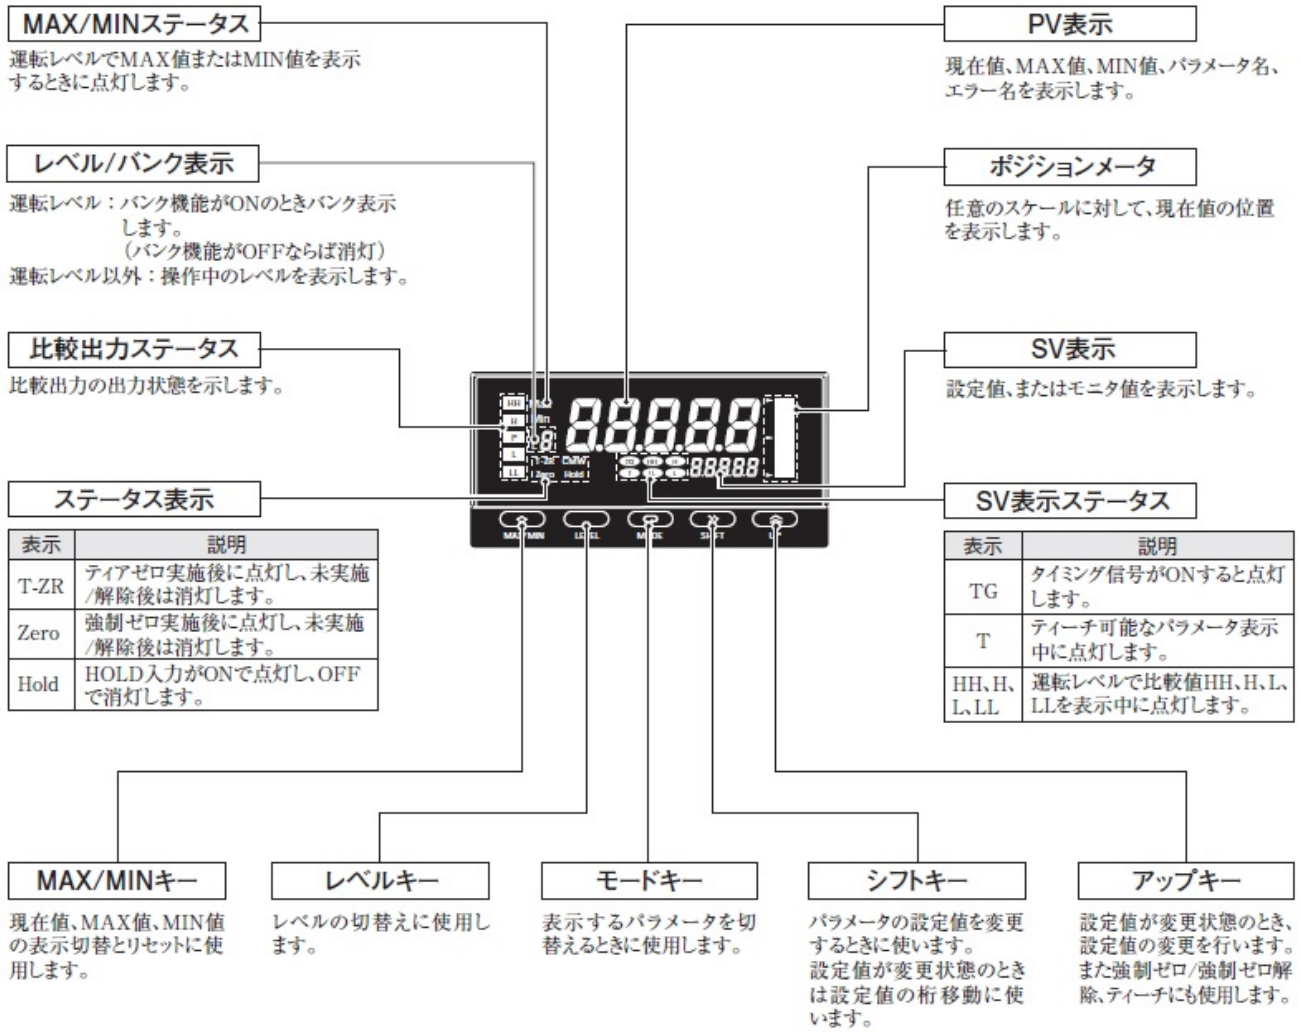 MAX/MINステータス
運転レベルでMAX値またはMIN値を表示
するときに点灯します。
レベル/バンク表示
運転レベル：バンク機能がONのときバンク表示
します。
（バンク機能がOFFならば消灯）
運転レベル以外：操作中のレベルを表示します。
比較出力ステータス
比較出力の出力状態を示します。
ステータス表示
表示 説明
T-ZR ティアゼロ実施後に点灯し、未実施
/解除後は消灯します。
Zero 強制ゼロ実施後に点灯し、未実施
/解除後は消灯します。
Hold HOLD入力がONで点灯し、OFF
で消灯します。
PV表示
現在値、MAX値、MIN値、パラメータ名、
エラー名を表示します。
ポジションメータ
任意のスケールに対して、現在値の位置
を表示します。
SV表示
設定値、またはモニタ値を表示します。
SV表示ステータス
表示 説明
TG タイミング信号がONすると点灯
します。
T ティーチ可能なパラメータ表示
中に点灯します。
HH、H、 運転レベルで比較値HH、H、L、
L、LL LLを表示中に点灯します。
HH
H Min
P 8 88888
L T-ZR
LL Zero Hold
TG HH H 88888
T LL L
MAX/MIN LEVEL MODE SHIFT UP
MAX/MINキー
現在値、MAX値、MIN値
の表示切替とリセットに使
用します。
レベルキー
レベルの切替えに使用し
ます。
モードキー
表示するパラメータを切
替えるときに使用します。
シフトキー
パラメータの設定値を変更
するときに使います。
設定値が変更状態のとき
は設定値の桁移動に使
います。
アップキー
設定値が変更状態のとき、
設定値の変更を行います。
また強制ゼロ/強制ゼロ解
除、ティーチにも使用します。